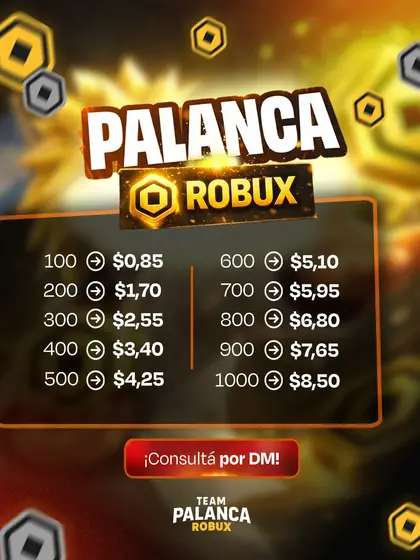 PALANCA
ROBUX
100 → $0,85
200 → $1,70
300 → $2,55
400 → $3,40
500 → $4,25
600 → $5,10
700 → $5,95
800 → $6,80
900 → $7,65
1000 → $8,50
¡Consultá por DM!
TEAM
PALANCA
ROBUX